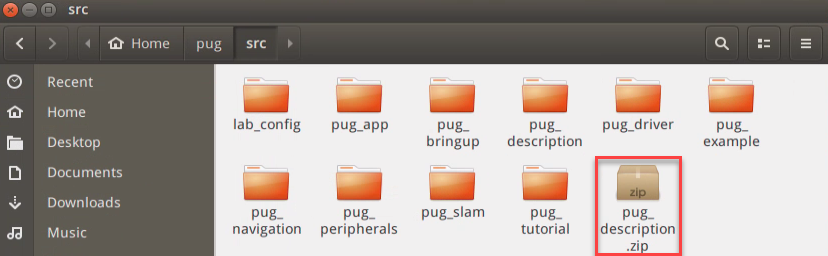 src
Home
pug
src
Recent
Home
Desktop
Documents
Downloads
Music
lab_config
pug_app
pug_
bringup
pug_
description
pug_driver
pug_
example
pug_
navigation
pug_
peripherals
pug_slam
pug_
tutorial
zip
pug_
description
.zip